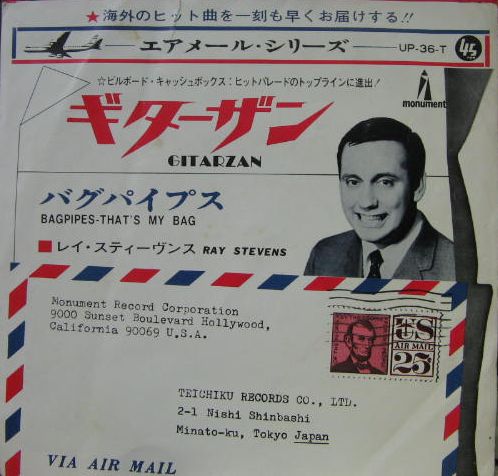 ★海外のヒット曲を一刻も早くお届けする!!
エアメール・シリーズ
UP-36-T
45
☆ビルボード・キャッシュボックス:ヒットパレードのトップラインに進出!
monument
ギターザン
GITARZAN
バグパイプス
BAGPIPES-THAT'S MY BAG
■レイ・スティーヴンス RAY STEVENS
Monument Record Corporation
9000 Sunset Boulevard Hollywood,
California 90069 U.S.A.
US
AIR MAIL
25¢
TEICHIKU RECORDS CO., LTD.
2-1 Nishi Shinbashi
Minato-ku, Tokyo Japan
VIA AIR MAIL